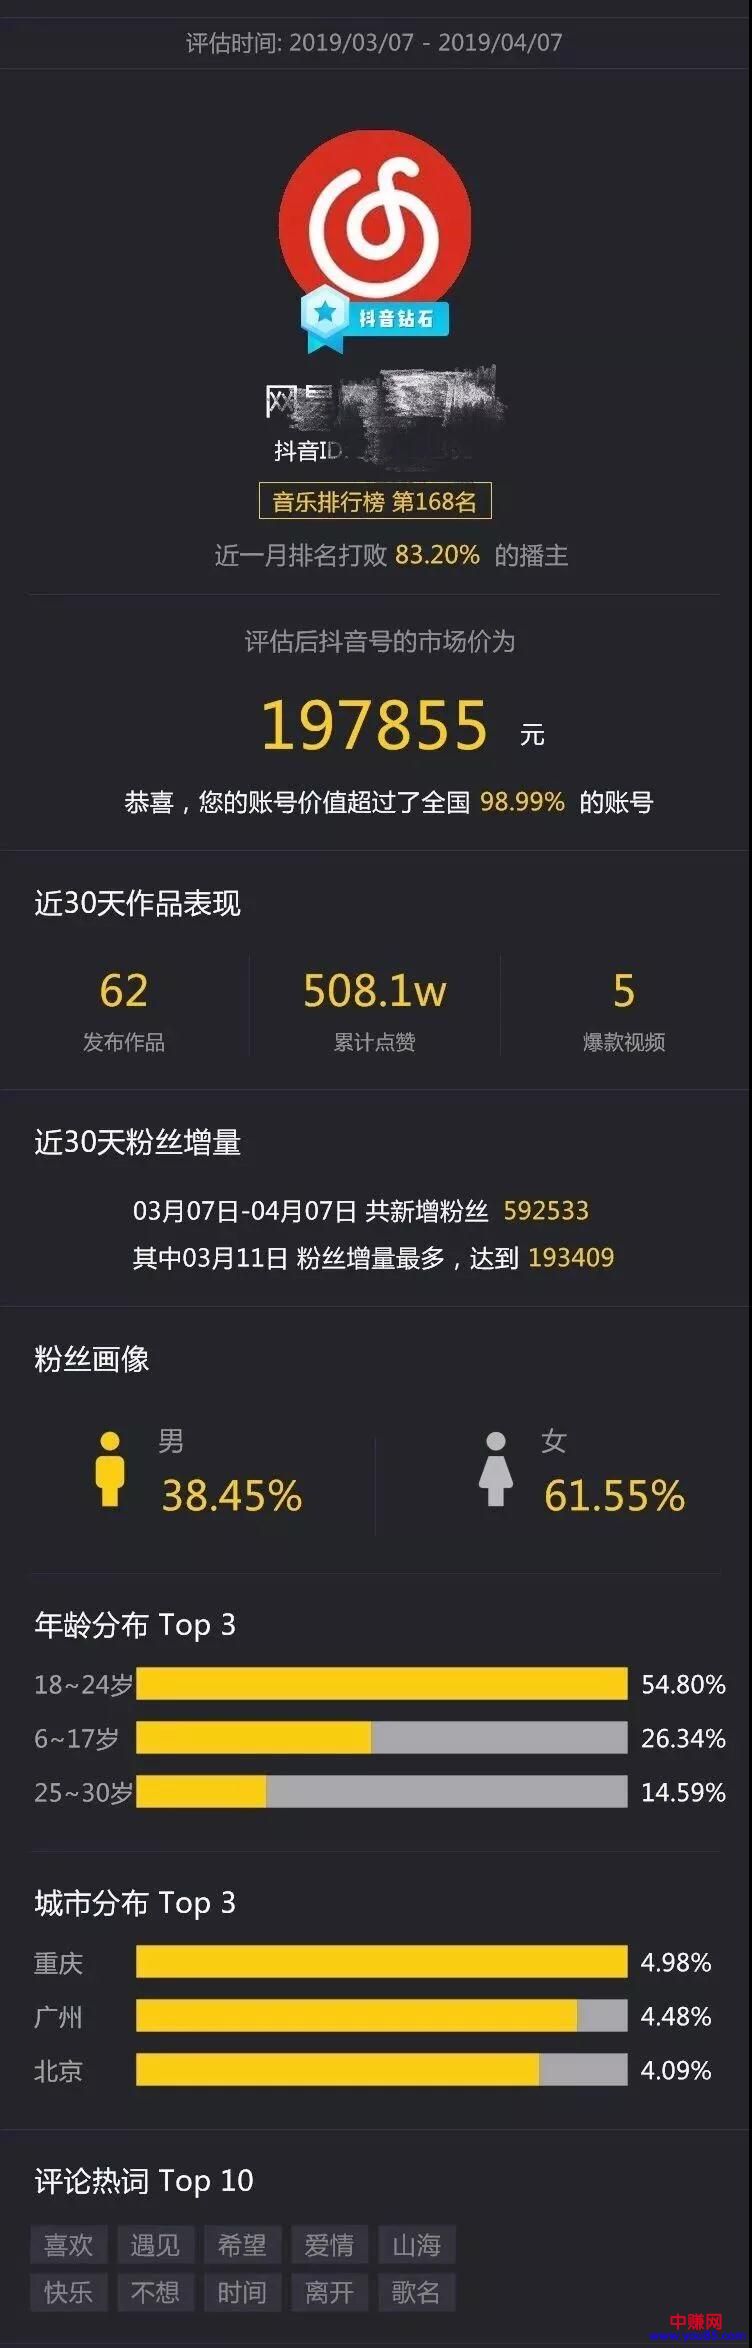 评估时间: 2019/03/07 - 2019/04/07
抖音钻石
网
抖音ID:
音乐排行榜 第168名
近一月排名打败 83.20% 的播主
评估后抖音号的市场价为
197855 元
恭喜，您的账号价值超过了全国 98.99% 的账号
近30天作品表现
62 508.1w 5
发布作品 累计点赞 爆款视频
近30天粉丝增量
03月07日-04月07日 共新增粉丝 592533
其中03月11日 粉丝增量最多，达到 193409
粉丝画像
男 女
38.45% 61.55%
年龄分布 Top 3
18~24岁 54.80%
6~17岁 26.34%
25~30岁 14.59%
城市分布 Top 3
重庆 4.98%
广州 4.48%
北京 4.09%
评论热词 Top 10
喜欢 遇见 希望 爱情 山海
快乐 不想 时间 离开 歌名
中赚网